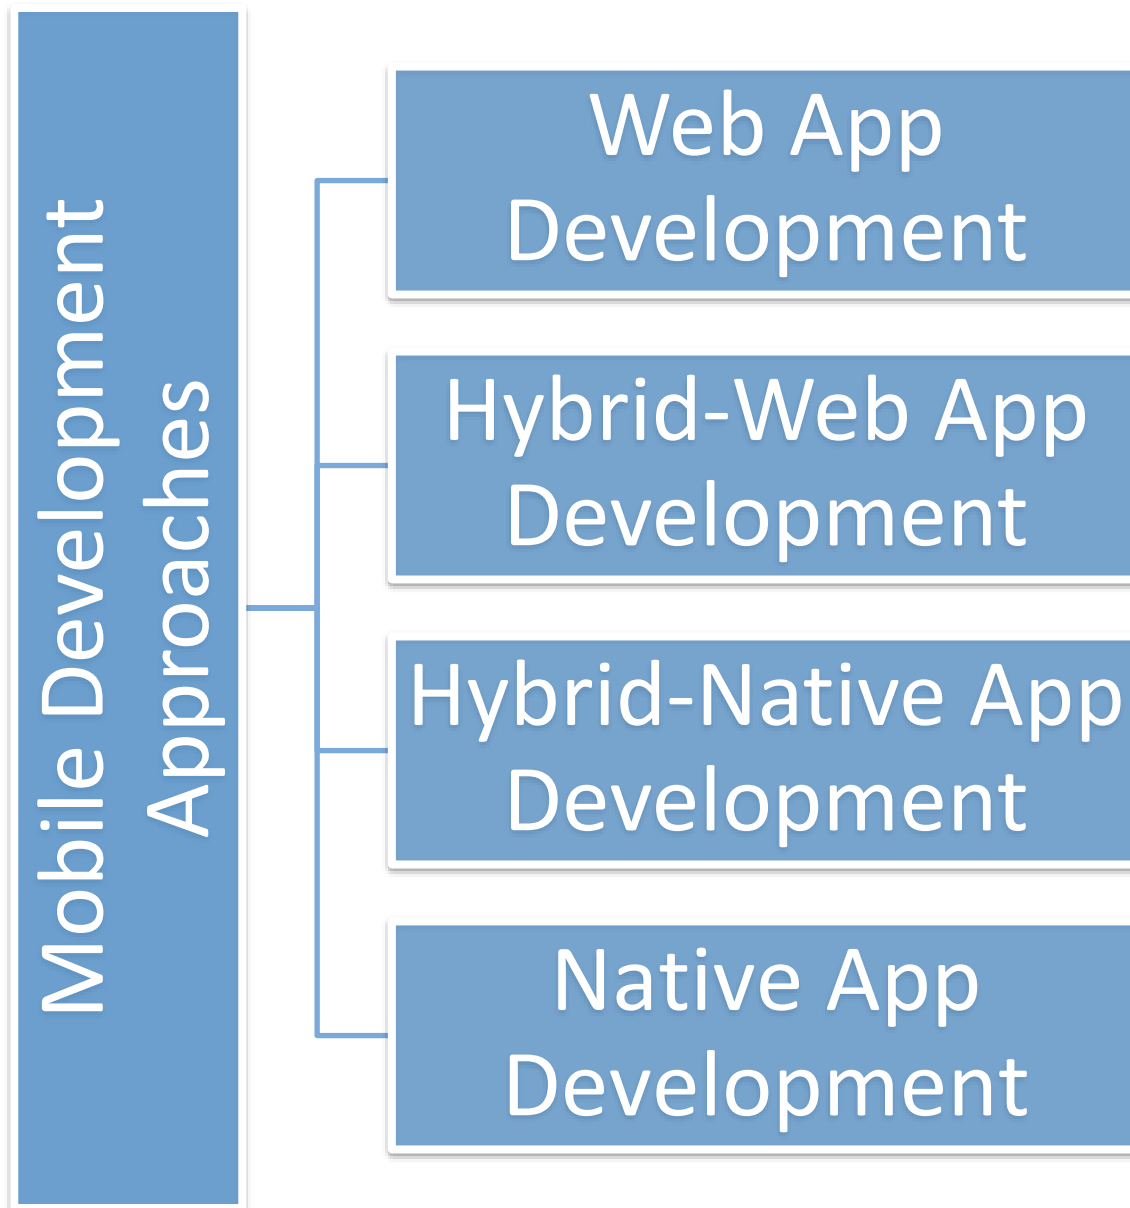 Mobile Development
Approaches
Web App
Development
Hybrid-Web App
Development
Hybrid-Native App
Development
Native App
Development